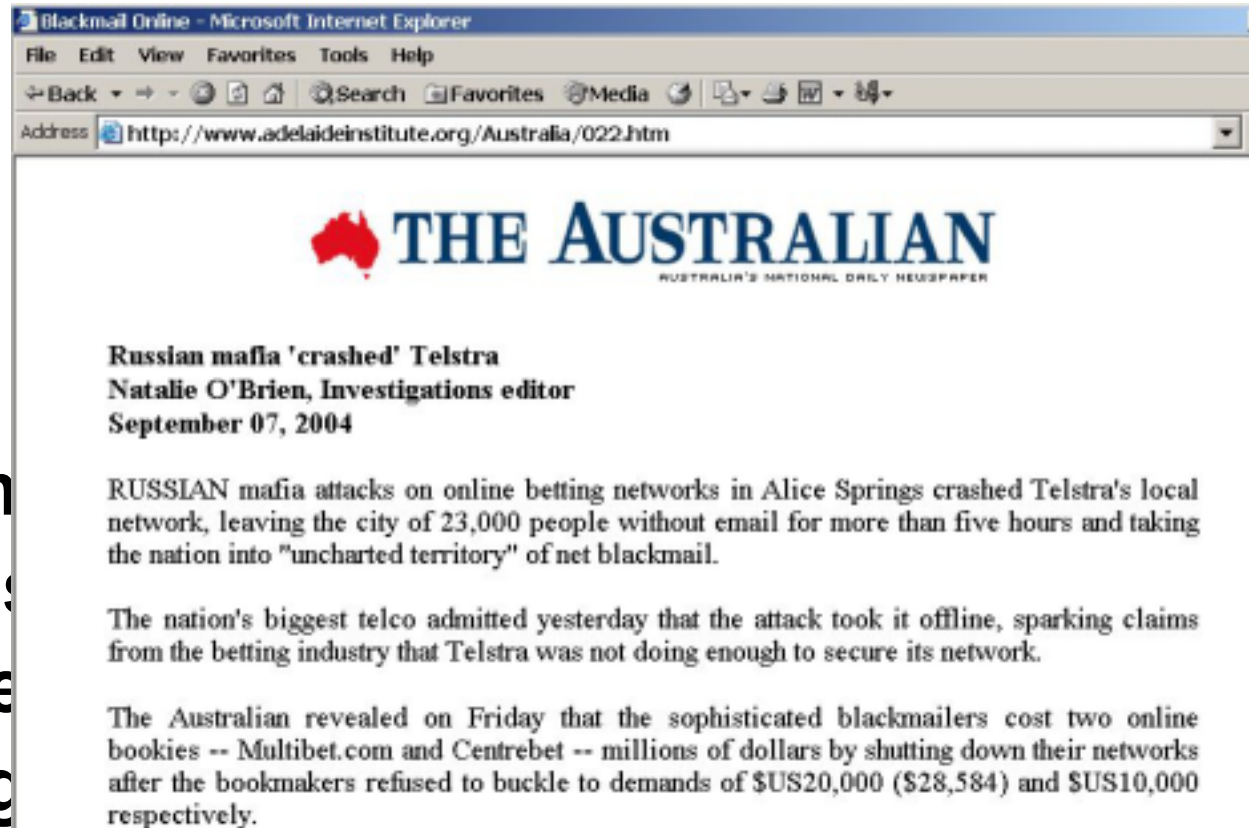 Blackmail Online - Microsoft Internet Explorer
File Edit View Favorites Tools Help
Back Search Favorites Media
Address http://www.adelaideinstitute.org/Australia/022.htm
THE AUSTRALIAN
AUSTRALIA'S NATIONAL DAILY NEWSPAPER
Russian mafia 'crashed' Telstra
Natalie O'Brien, Investigations editor
September 07, 2004
RUSSIAN mafia attacks on online betting networks in Alice Springs crashed Telstra's local
network, leaving the city of 23,000 people without email for more than five hours and taking
the nation into "uncharted territory" of net blackmail.
The nation's biggest telco admitted yesterday that the attack took it offline, sparking claims
from the betting industry that Telstra was not doing enough to secure its network.
The Australian revealed on Friday that the sophisticated blackmailers cost two online
bookies -- Multibet.com and Centrebet -- millions of dollars by shutting down their networks
after the bookmakers refused to buckle to demands of $US20,000 ($28,584) and $US10,000
respectively.